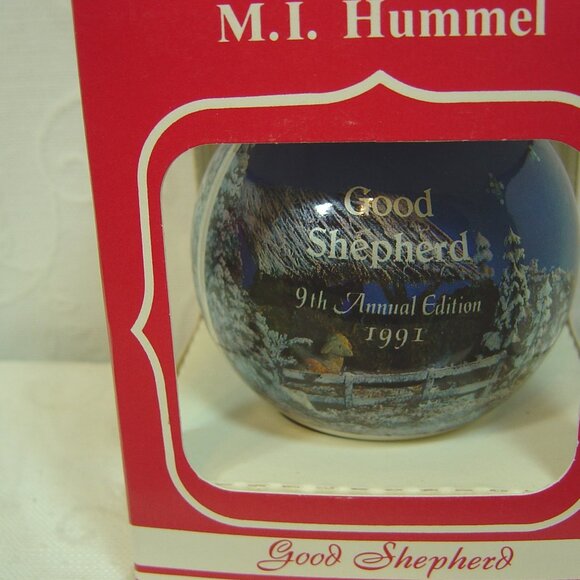 M.I. Hummel
Good
Shepherd
9th Annual Edition
1991
Good Shepherd